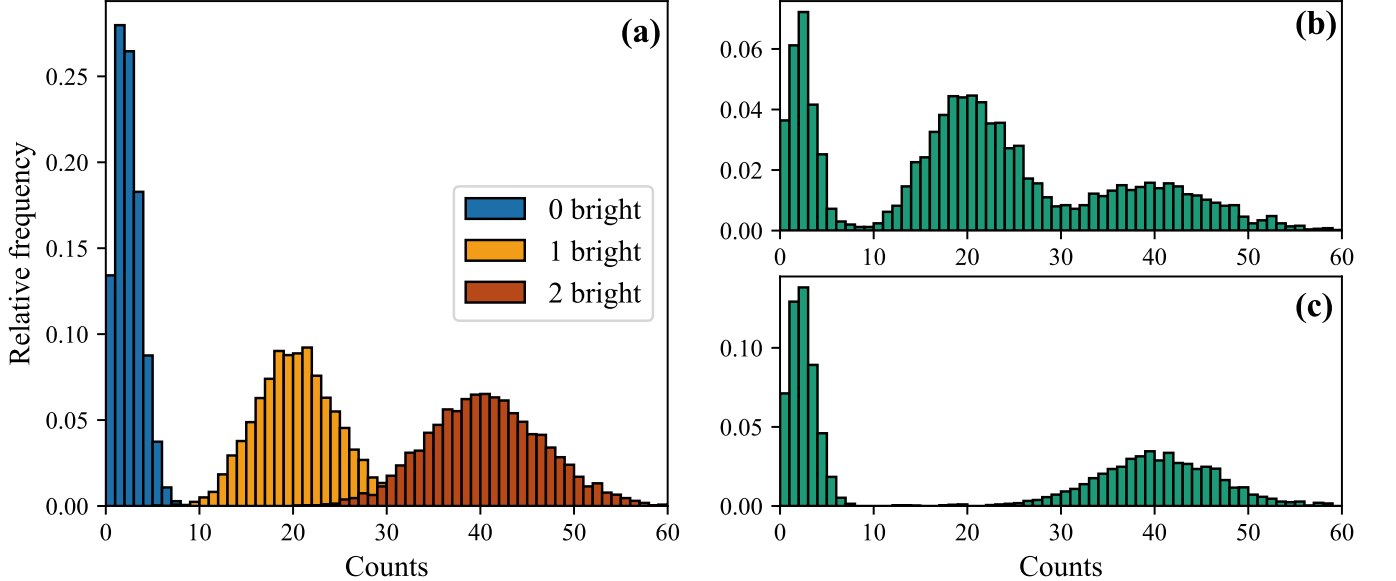 (a)
Relative frequency
0.25
0.20
0.15
0.10
0.05
0.00
0 bright
1 bright
2 bright
0 10 20 30 40 50 60
Counts
(b)
0.06
0.04
0.02
0.00
0 10 20 30 40 50 60
(c)
0.10
0.05
0.00
0 10 20 30 40 50 60
Counts